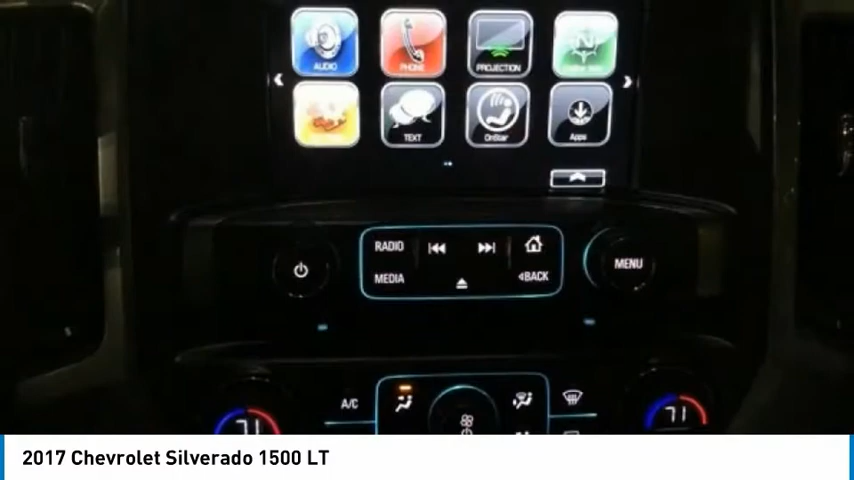 AUDIO PHONE PROJECTION
TEXT OnStar Apps
RADIO
MEDIA BACK MENU
A/C
71 71
2017 Chevrolet Silverado 1500 LT